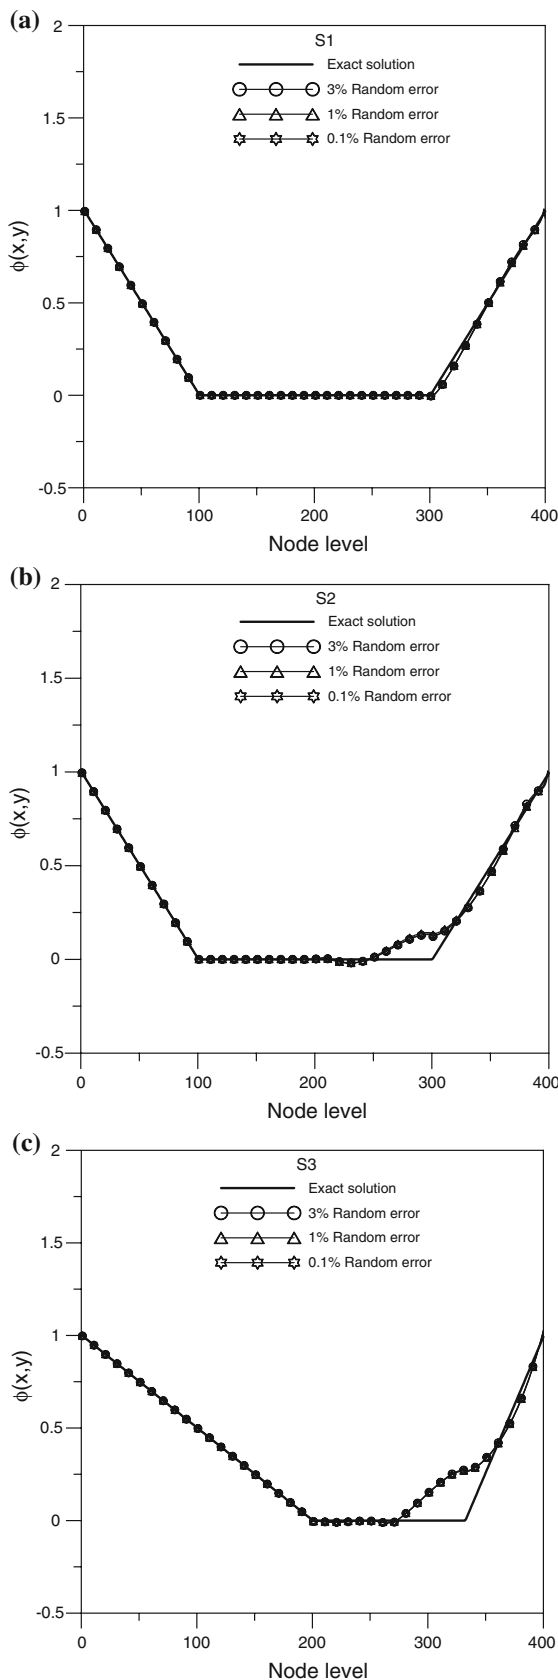 (a)
2
1.5
1
0.5
0
-0.5
ϕ(x,y)
S1
Exact solution
3% Random error
1% Random error
0.1% Random error
0 100 200 300 400
Node level
(b)
2
1.5
1
0.5
0
-0.5
ϕ(x,y)
S2
Exact solution
3% Random error
1% Random error
0.1% Random error
0 100 200 300 400
Node level
(c)
2
1.5
1
0.5
0
-0.5
ϕ(x,y)
S3
Exact solution
3% Random error
1% Random error
0.1% Random error
0 100 200 300 400
Node level